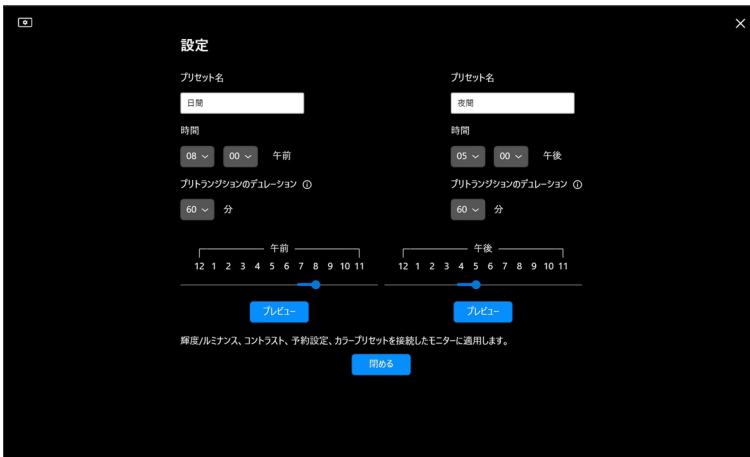 設定
プリセット名 プリセット名
日間 夜間
時間 時間
08 00 午前 05 00 午後
プリトランジションのデュレーション プリトランジションのデュレーション
60 分 60 分
午前 午後
12 1 2 3 4 5 6 7 8 9 10 11 12 1 2 3 4 5 6 7 8 9 10 11
プレビュー プレビュー
輝度/ルミナンス、コントラスト、予約設定、カラープリセットを接続したモニターに適用します。
閉める